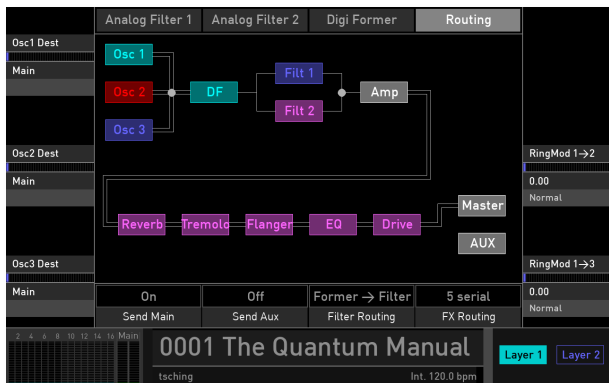 Analog Filter 1 Analog Filter 2 Digi Former Routing
Osc1 Dest
Main
Osc 1
Osc 2
Osc 3
DF
Filt 1
Filt 2
Amp
Osc2 Dest
Main
RingMod 1→2
0.00
Normal
Reverb Tremolo Flanger EQ Drive
Master
AUX
Osc3 Dest
Main
RingMod 1→3
0.00
Normal
On Off Former → Filter 5 serial
Send Main Send Aux Filter Routing FX Routing
2 4 6 8 10 12 14 16 Main
0001 The Quantum Manual
tsching Int. 120.0 bpm
Layer 1 Layer 2